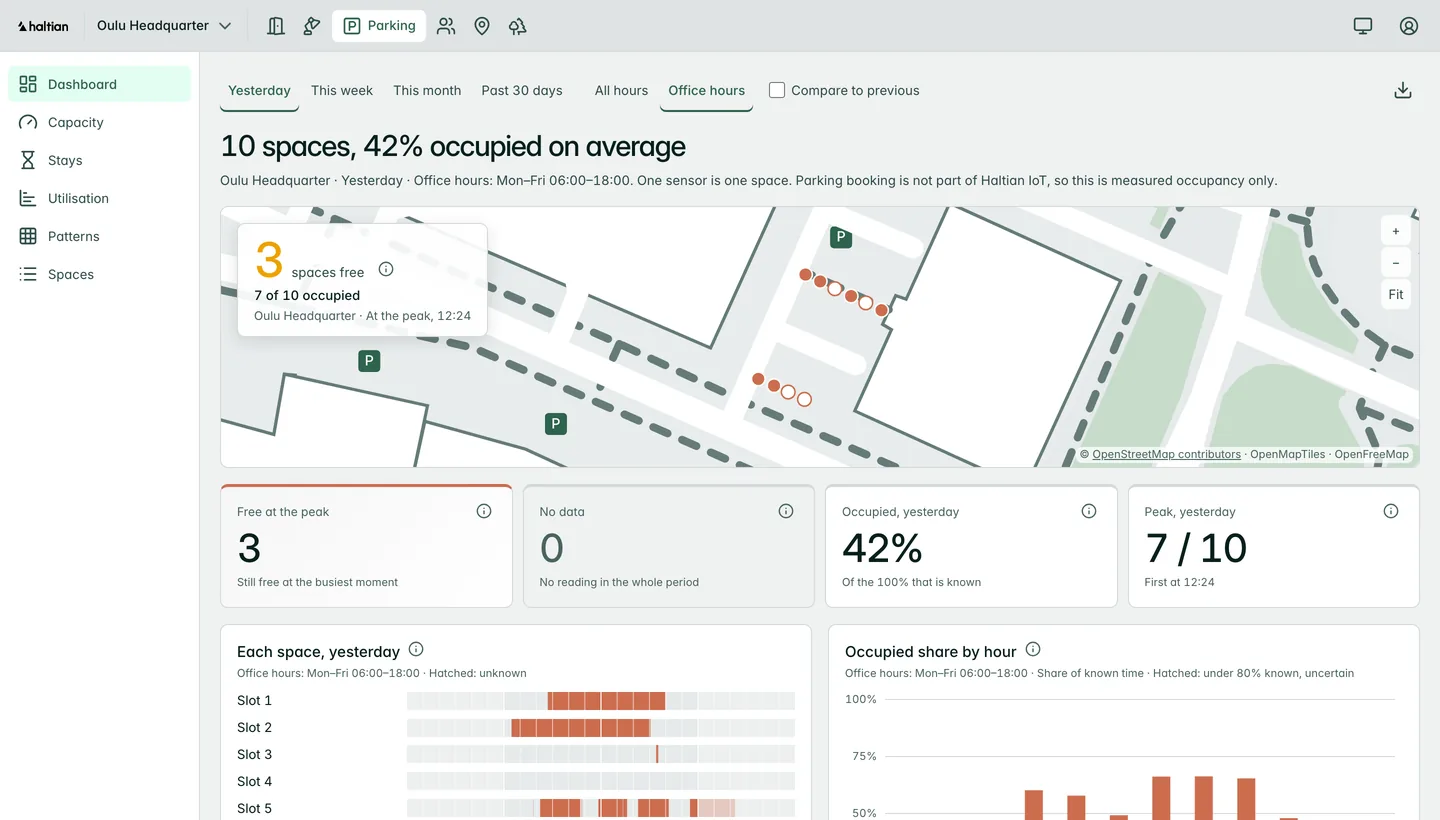 haltian
Oulu Headquarter
Parking
Dashboard
Capacity
Stays
Utilisation
Patterns
Spaces
Yesterday
This week
This month
Past 30 days
All hours
Office hours
Compare to previous
10 spaces, 42% occupied on average
Oulu Headquarter · Yesterday · Office hours: Mon–Fri 06:00–18:00. One sensor is one space. Parking booking is not part of Haltian IoT, so this is measured occupancy only.
3 spaces free
7 of 10 occupied
Oulu Headquarter · At the peak, 12:24
P
P
P
+
−
Fit
© OpenStreetMap contributors · OpenMapTiles · OpenFreeMap
Free at the peak
3
Still free at the busiest moment
No data
0
No reading in the whole period
Occupied, yesterday
42%
Of the 100% that is known
Peak, yesterday
7 / 10
First at 12:24
Each space, yesterday
Office hours: Mon–Fri 06:00–18:00 · Hatched: unknown
Slot 1
Slot 2
Slot 3
Slot 4
Slot 5
Occupied share by hour
Office hours: Mon–Fri 06:00–18:00 · Share of known time · Hatched: under 80% known, uncertain
100%
75%
50%